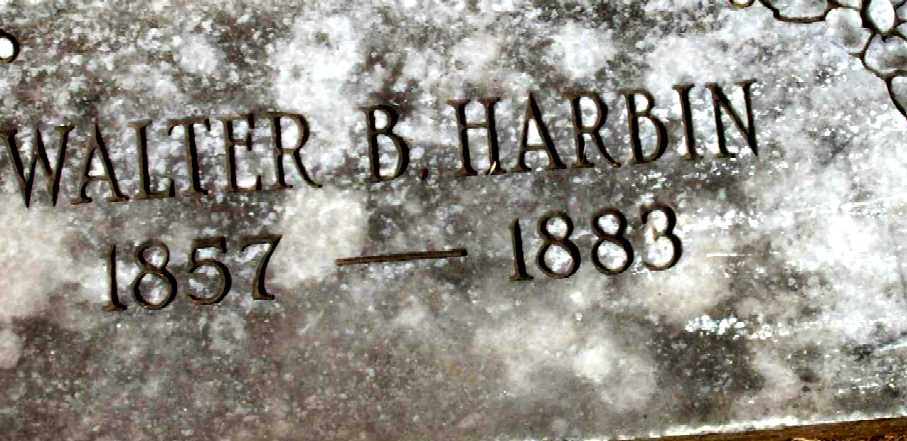 WALTER B. HARBIN
1857 — 1883